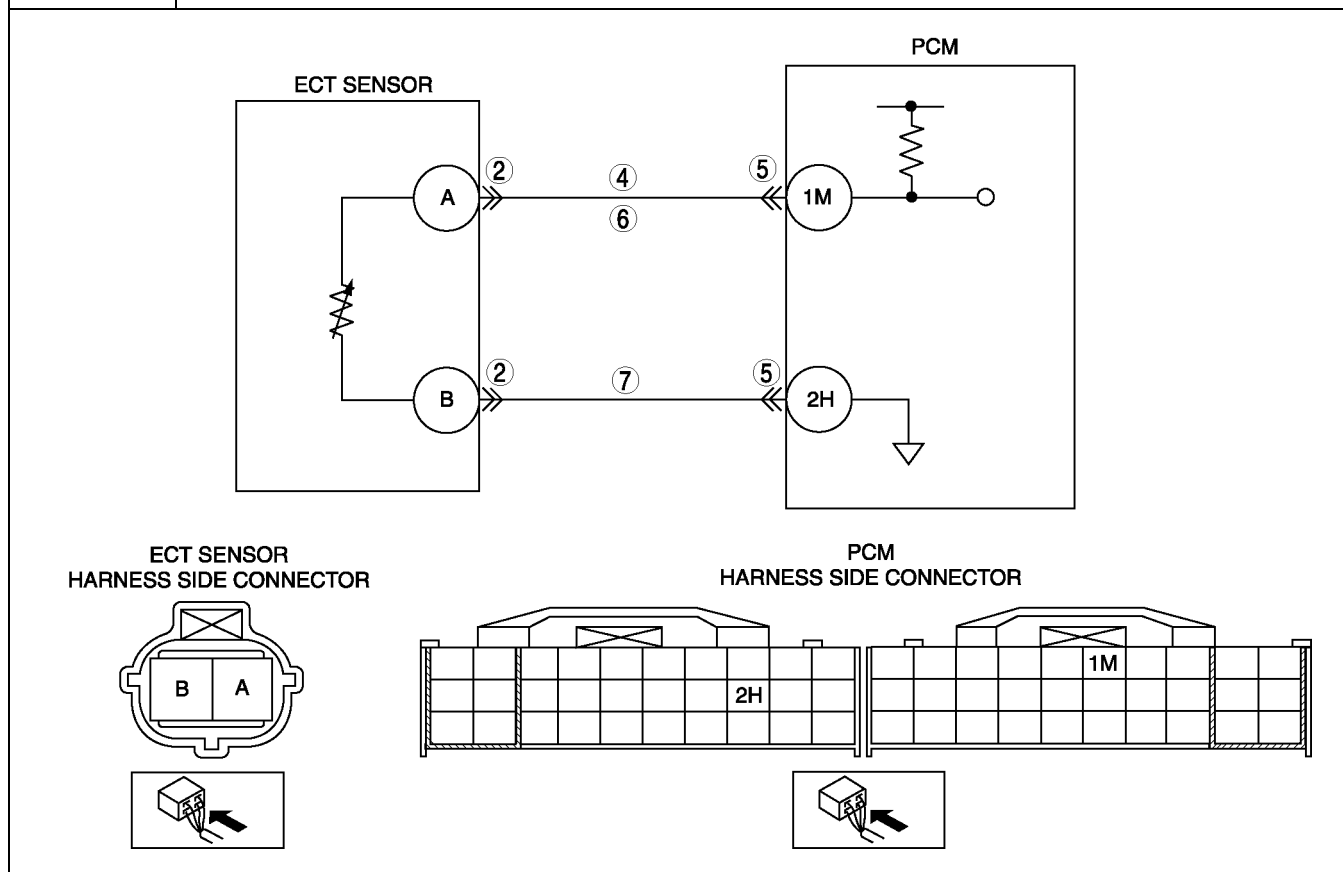 PCM
ECT SENSOR
A
②
④
⑤
1M
⑥
B
②
⑦
⑤
2H
ECT SENSOR
HARNESS SIDE CONNECTOR
PCM
HARNESS SIDE CONNECTOR
B A
2H
1M